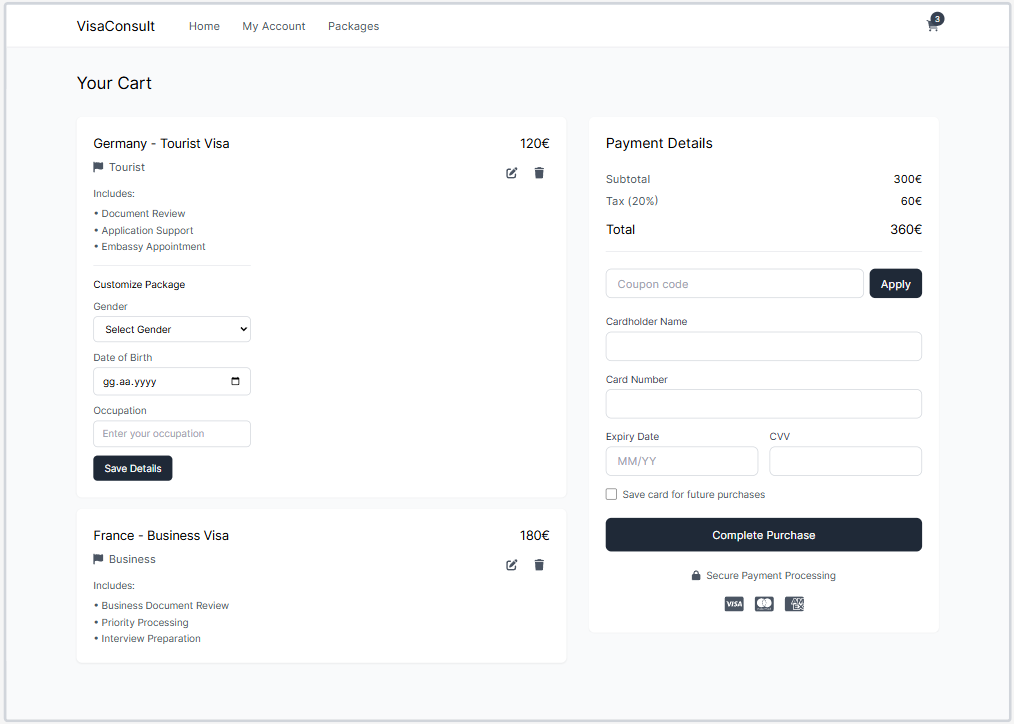 VisaConsult Home My Account Packages 3
Your Cart
Germany - Tourist Visa 120€
Tourist
Includes:
• Document Review
• Application Support
• Embassy Appointment
Customize Package
Gender
Select Gender
Date of Birth
gg.aa.yyyy
Occupation
Enter your occupation
Save Details
France - Business Visa 180€
Business
Includes:
• Business Document Review
• Priority Processing
• Interview Preparation
Payment Details
Subtotal 300€
Tax (20%) 60€
Total 360€
Coupon code Apply
Cardholder Name
Card Number
Expiry Date CVV
MM/YY
Save card for future purchases
Complete Purchase
Secure Payment Processing
VISA